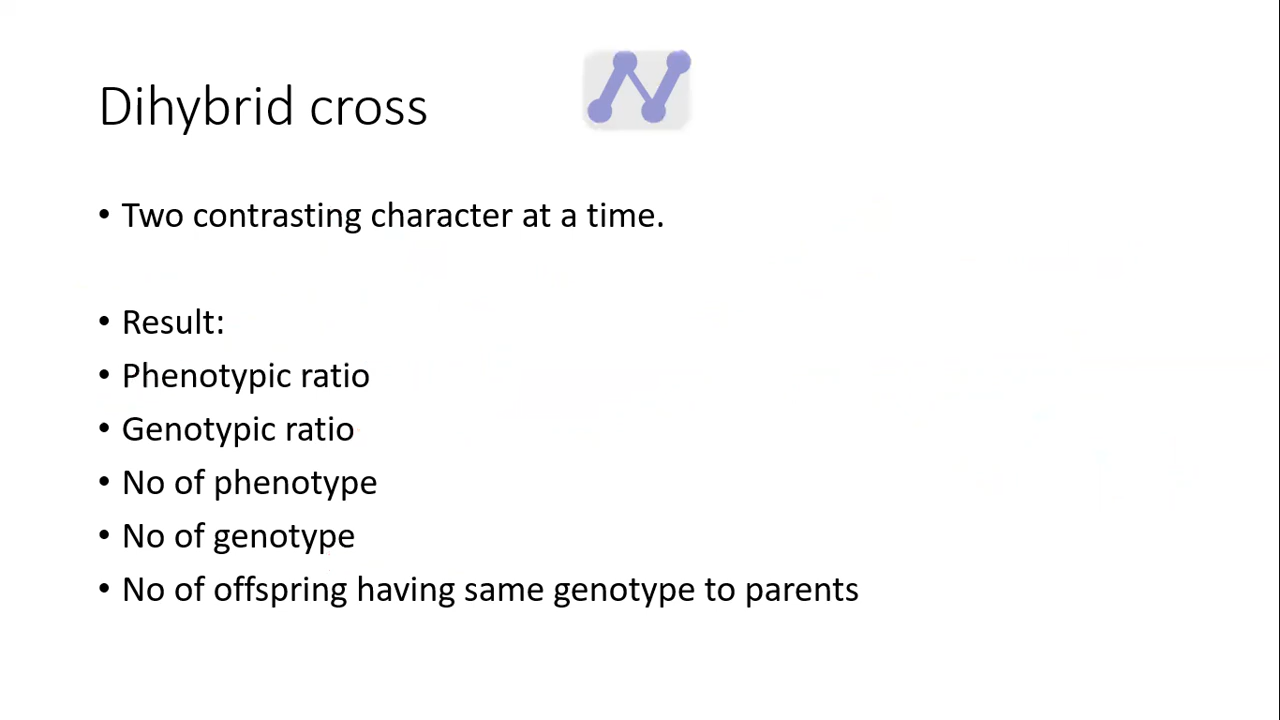 Dihybrid cross
• Two contrasting character at a time.
• Result:
• Phenotypic ratio
• Genotypic ratio
• No of phenotype
• No of genotype
• No of offspring having same genotype to parents